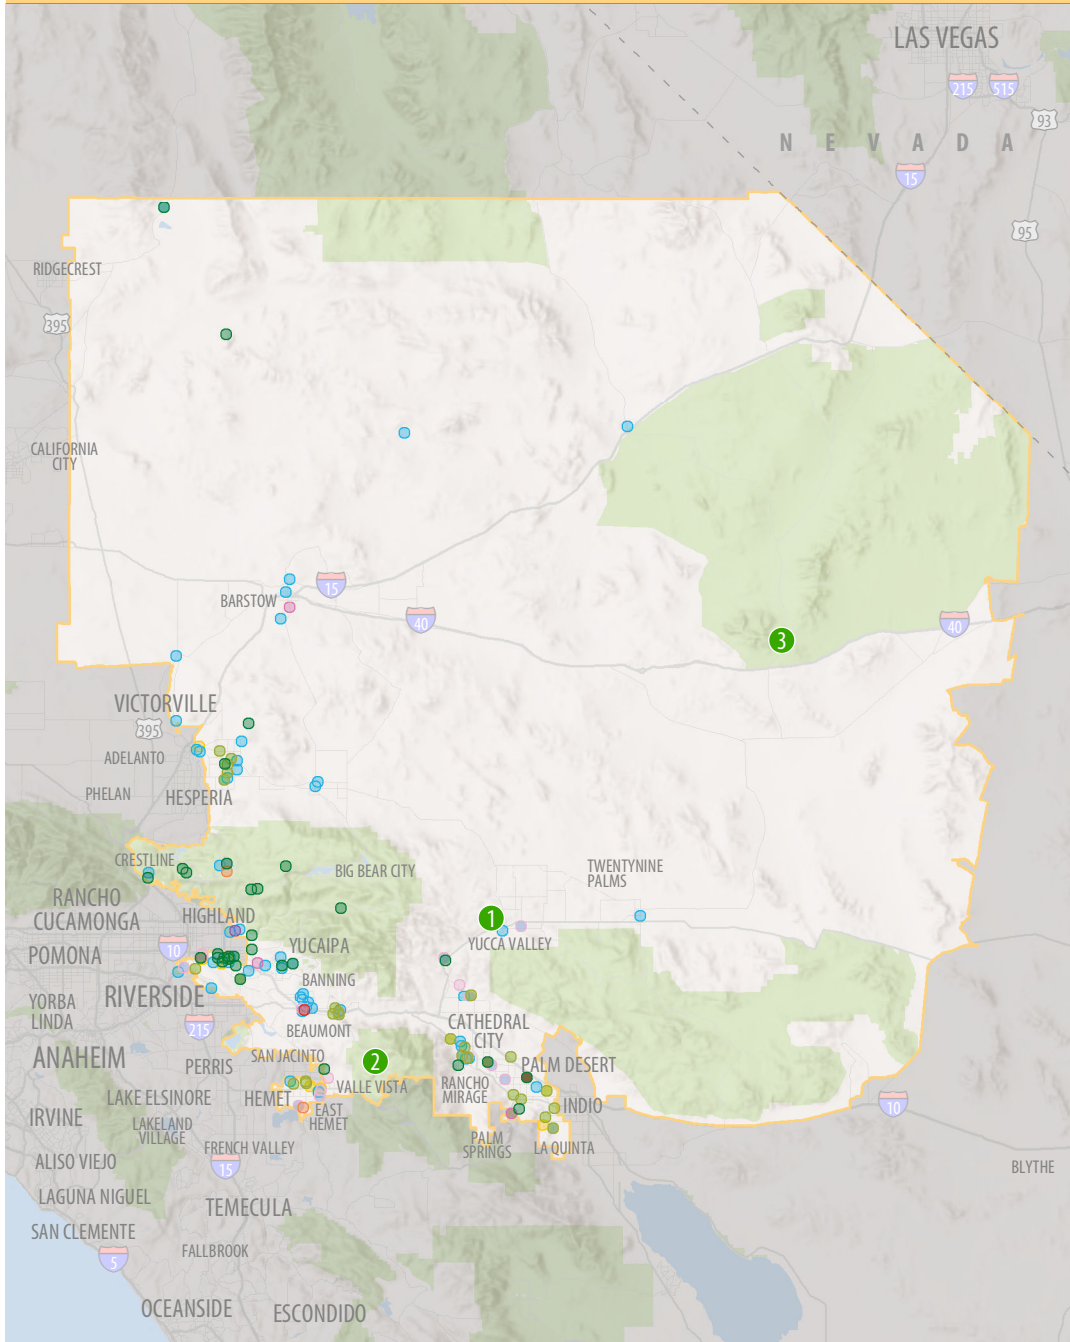 LAS VEGAS
215
515
93
N E V A D A
15
95
RIDGECREST
395
CALIFORNIA
CITY
15
BARSTOW
40
40
3
VICTORVILLE
395
ADELANTO
PHELAN
HESPERIA
CRESTLINE
BIG BEAR CITY
TWENTYNINE
PALMS
RANCHO
CUCAMONGA
HIGHLAND
1
YUCCA VALLEY
POMONA
10
YUCAIPA
BANNING
RIVERSIDE
YORBA
LINDA
215
BEAUMONT
CATHEDRAL
CITY
ANAHEIM
PERRIS
SAN JACINTO
2
VALLE VISTA
PALM DESERT
RANCHO
MIRAGE
LAKE ELSINORE
HEMET
EAST
HEMET
INDIO
10
IRVINE
LAKELAND
VILLAGE
FRENCH VALLEY
PALM
SPRINGS
LA QUINTA
ALISO VIEJO
15
BLYTHE
LAGUNA NIGUEL
TEMECULA
SAN CLEMENTE
5
FALLBROOK
OCEANSIDE
ESCONDIDO